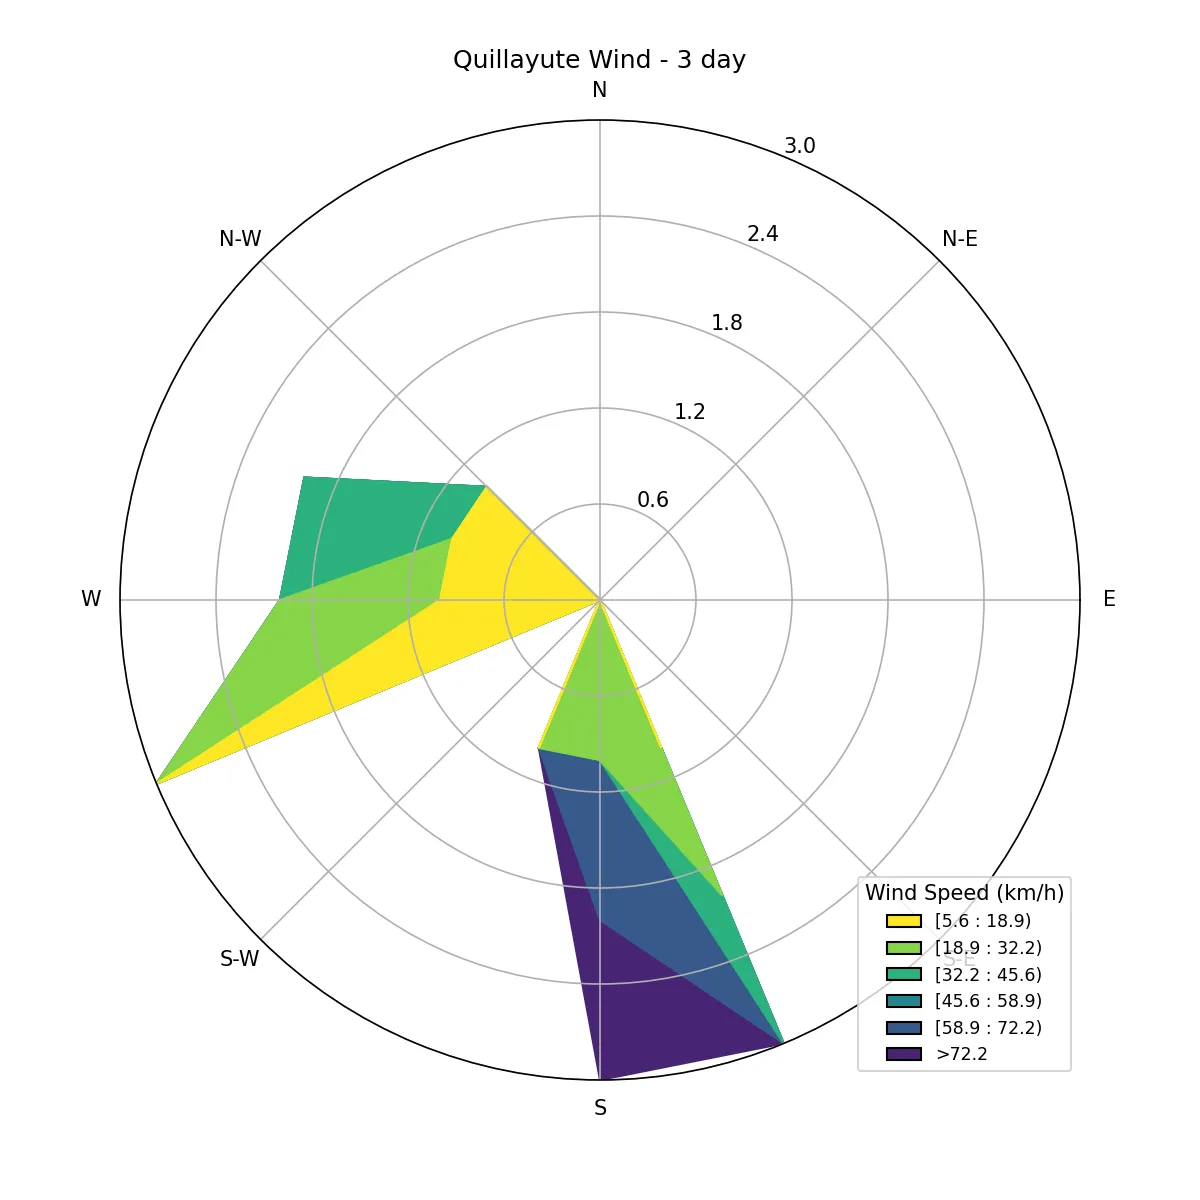 Quillayute Wind - 3 day
N
3.0
N-W
2.4
N-E
1.8
1.2
0.6
W
E
S-W
S-E
S
Wind Speed (km/h)
[5.6 : 18.9)
[18.9 : 32.2)
[32.2 : 45.6)
[45.6 : 58.9)
[58.9 : 72.2)
>72.2